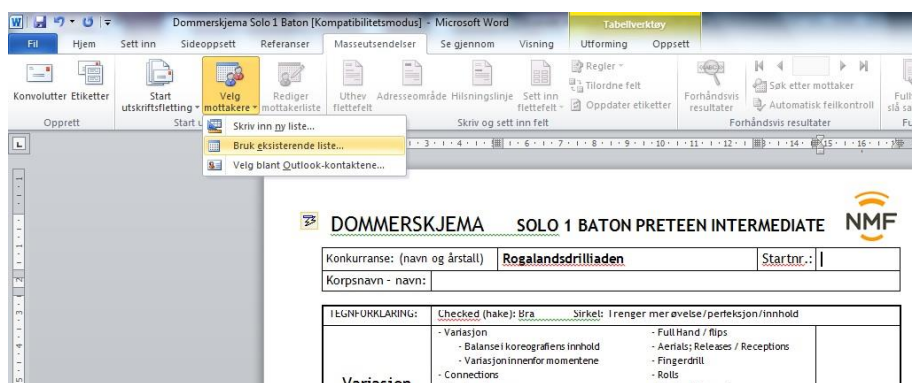 Dommerskjema Solo 1 Baton [Kompatibilitetsmodus] - Microsoft Word
Tabellverktøy
Fil Hjem Sett inn Sideoppsett Referanser Masseutsendelser Se gjennom Visning Utforming Oppsett
Konvolutter Etiketter
Start utskriftsfletting
Velg mottakere
Rediger mottakerliste
Uthev flettefelt
Adresseområde Hilsningslinje
Sett inn flettefelt
Regler
Tilordne felt
Oppdater etiketter
Forhåndsvis resultater
Søk etter mottaker
Automatisk feilkontroll
Opprett
Skriv og sett inn felt
Forhåndsvis resultater
Skriv inn ny liste...
Bruk eksisterende liste...
Velg blant Outlook-kontaktene...
DOMMERSKJEMA SOLO 1 BATON PRETEEN INTERMEDIATE
NMF
Konkurranse: (navn og årstall) Rogalandsdrilliaden Startnr.:
Korpsnavn - navn:
TEGNFORKLARING: Checked (hake): Bra Sirkel: Trenger mer øvelse/perfeksjon/innhold
- Variasjon
- Balanse i koreografiens innhold
- Variasjon innenfor momentene
- Connections
- Full Hand / flips
- Aerials; Releases / Receptions
- Fingerdrill
- Rolls
Variasjon